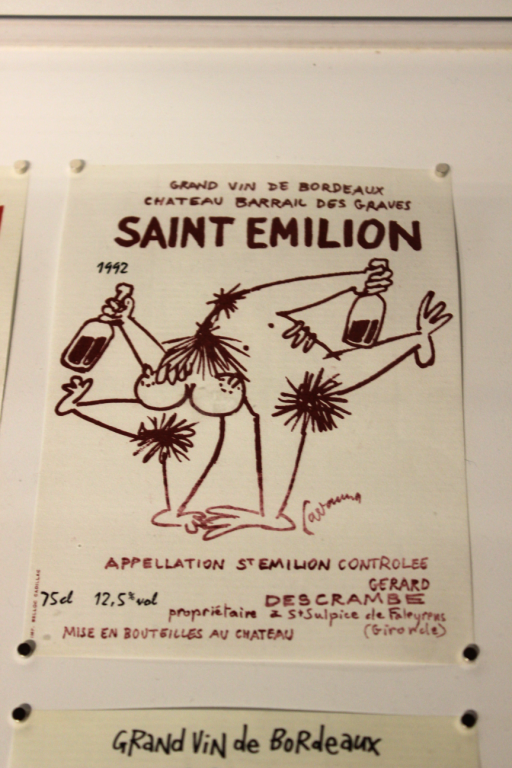 GRAND VIN DE BORDEAUX
CHATEAU BARRAIL DES GRAVES
SAINT EMILION
1992
Cavanna
APPELLATION ST EMILION CONTROLEE
GERARD
75cl 12,5% vol DESCRAMBE
propriétaire à St Sulpice de Faleyrens
MISE EN BOUTEILLES AU CHATEAU (Gironde)
GRAND VIN de BORDEAUX